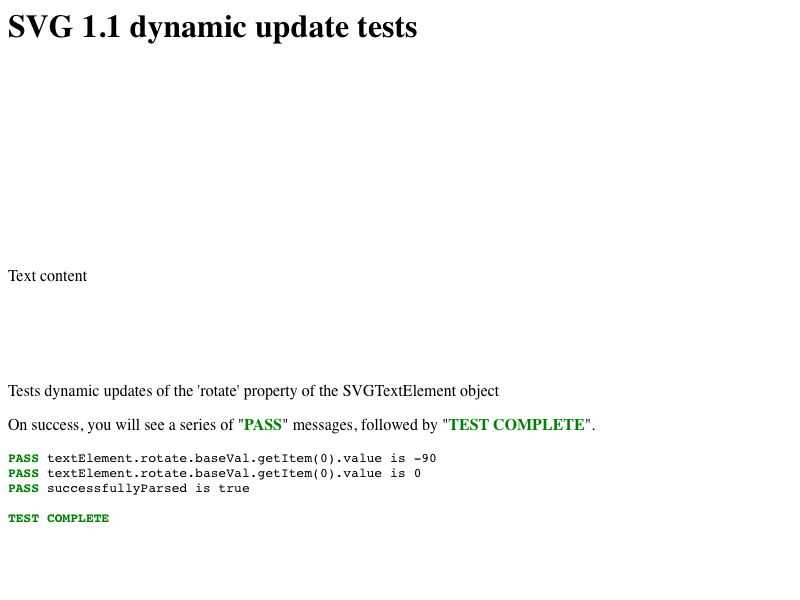 SVG 1.1 dynamic update tests
Text content
Tests dynamic updates of the 'rotate' property of the SVGTextElement object
On success, you will see a series of "PASS" messages, followed by "TEST COMPLETE".
PASS textElement.rotate.baseVal.getItem(0).value is -90
PASS textElement.rotate.baseVal.getItem(0).value is 0
PASS successfullyParsed is true
TEST COMPLETE